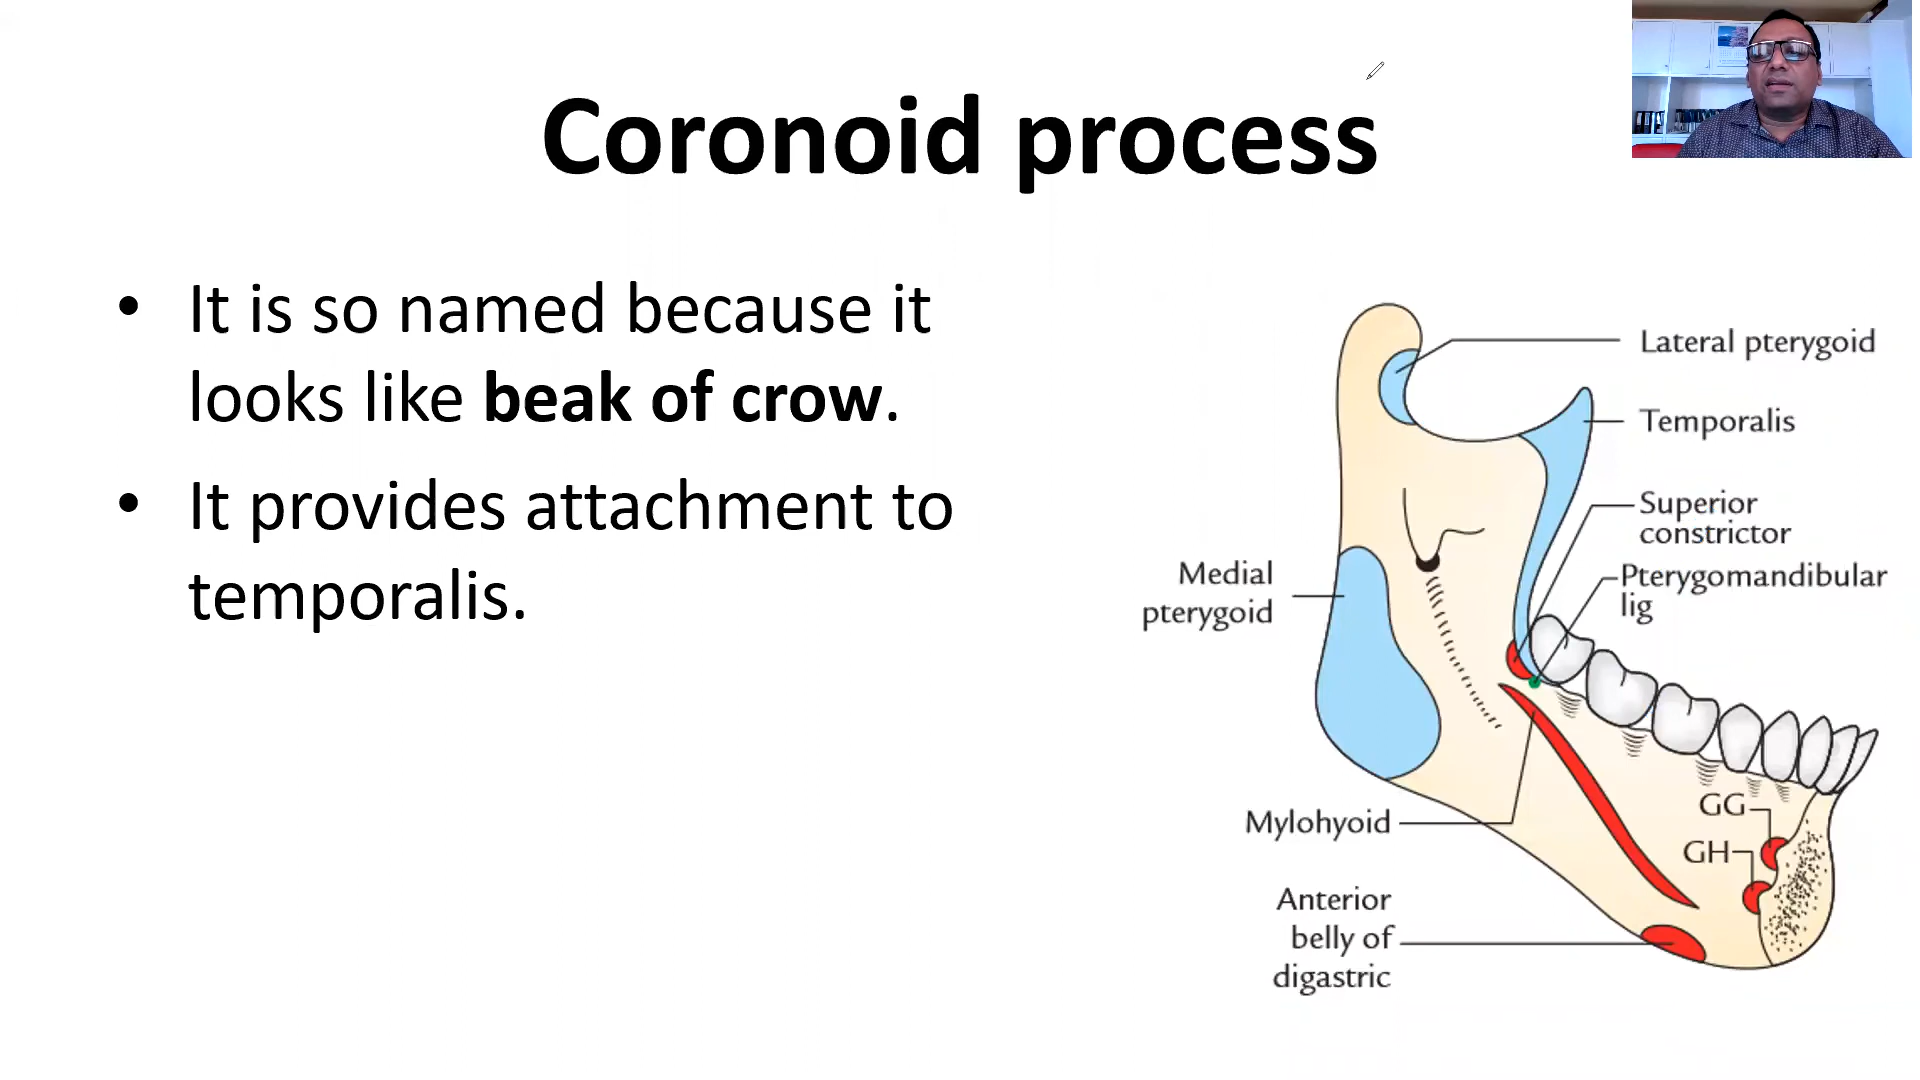 Coronoid process
• It is so named because it
looks like beak of crow.
• It provides attachment to
temporalis.
Lateral pterygoid
Temporalis
Superior
constrictor
Pterygomandibular
lig
Medial
pterygoid
Mylohyoid
GG
GH
Anterior
belly of
digastric